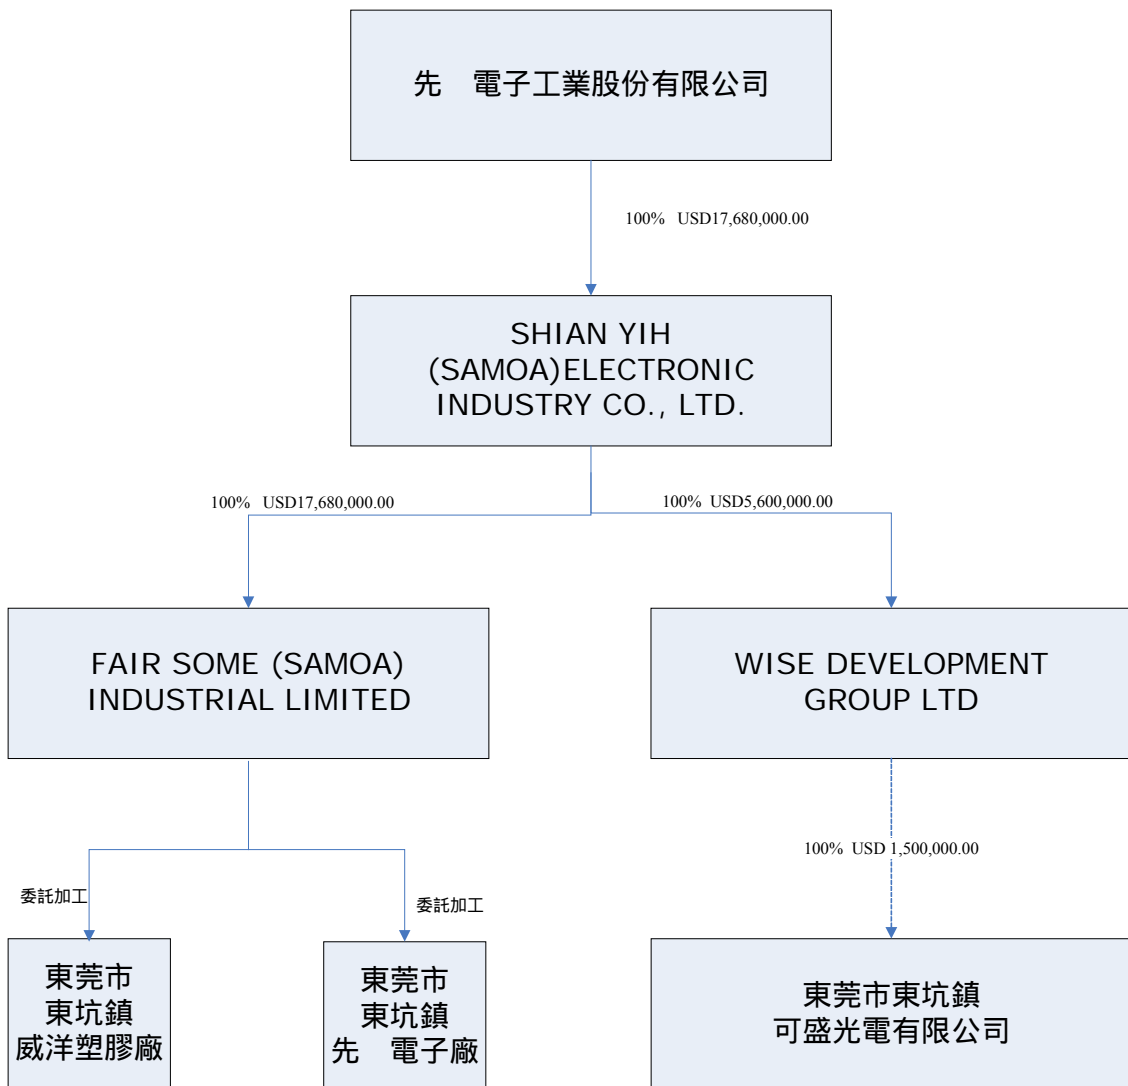 先　電子工業股份有限公司
100% USD17,680,000.00
SHIAN YIH
(SAMOA)ELECTRONIC
INDUSTRY CO., LTD.
100% USD17,680,000.00
100% USD5,600,000.00
FAIR SOME (SAMOA)
INDUSTRIAL LIMITED
WISE DEVELOPMENT
GROUP LTD
100% USD 1,500,000.00
委託加工
委託加工
東莞市
東坑鎮
威洋塑膠廠
東莞市
東坑鎮
先　電子廠
東莞市東坑鎮
可盛光電有限公司